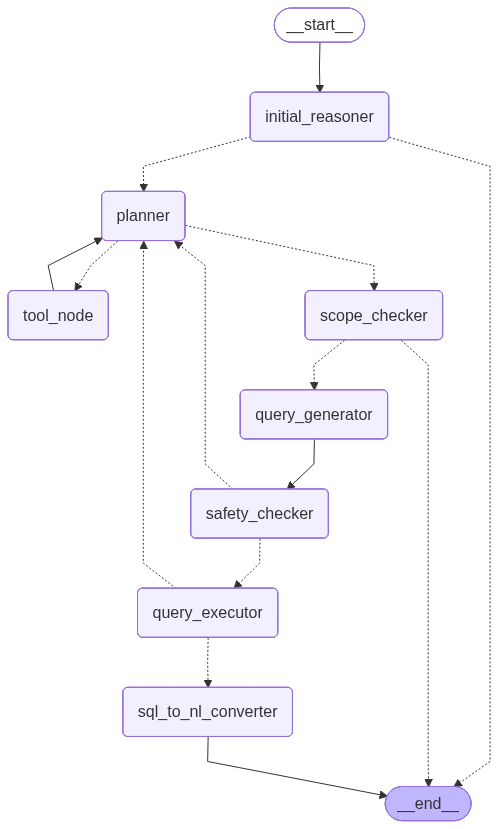 __start__
initial_reasoner
planner
tool_node
scope_checker
query_generator
safety_checker
query_executor
sql_to_nl_converter
__end__